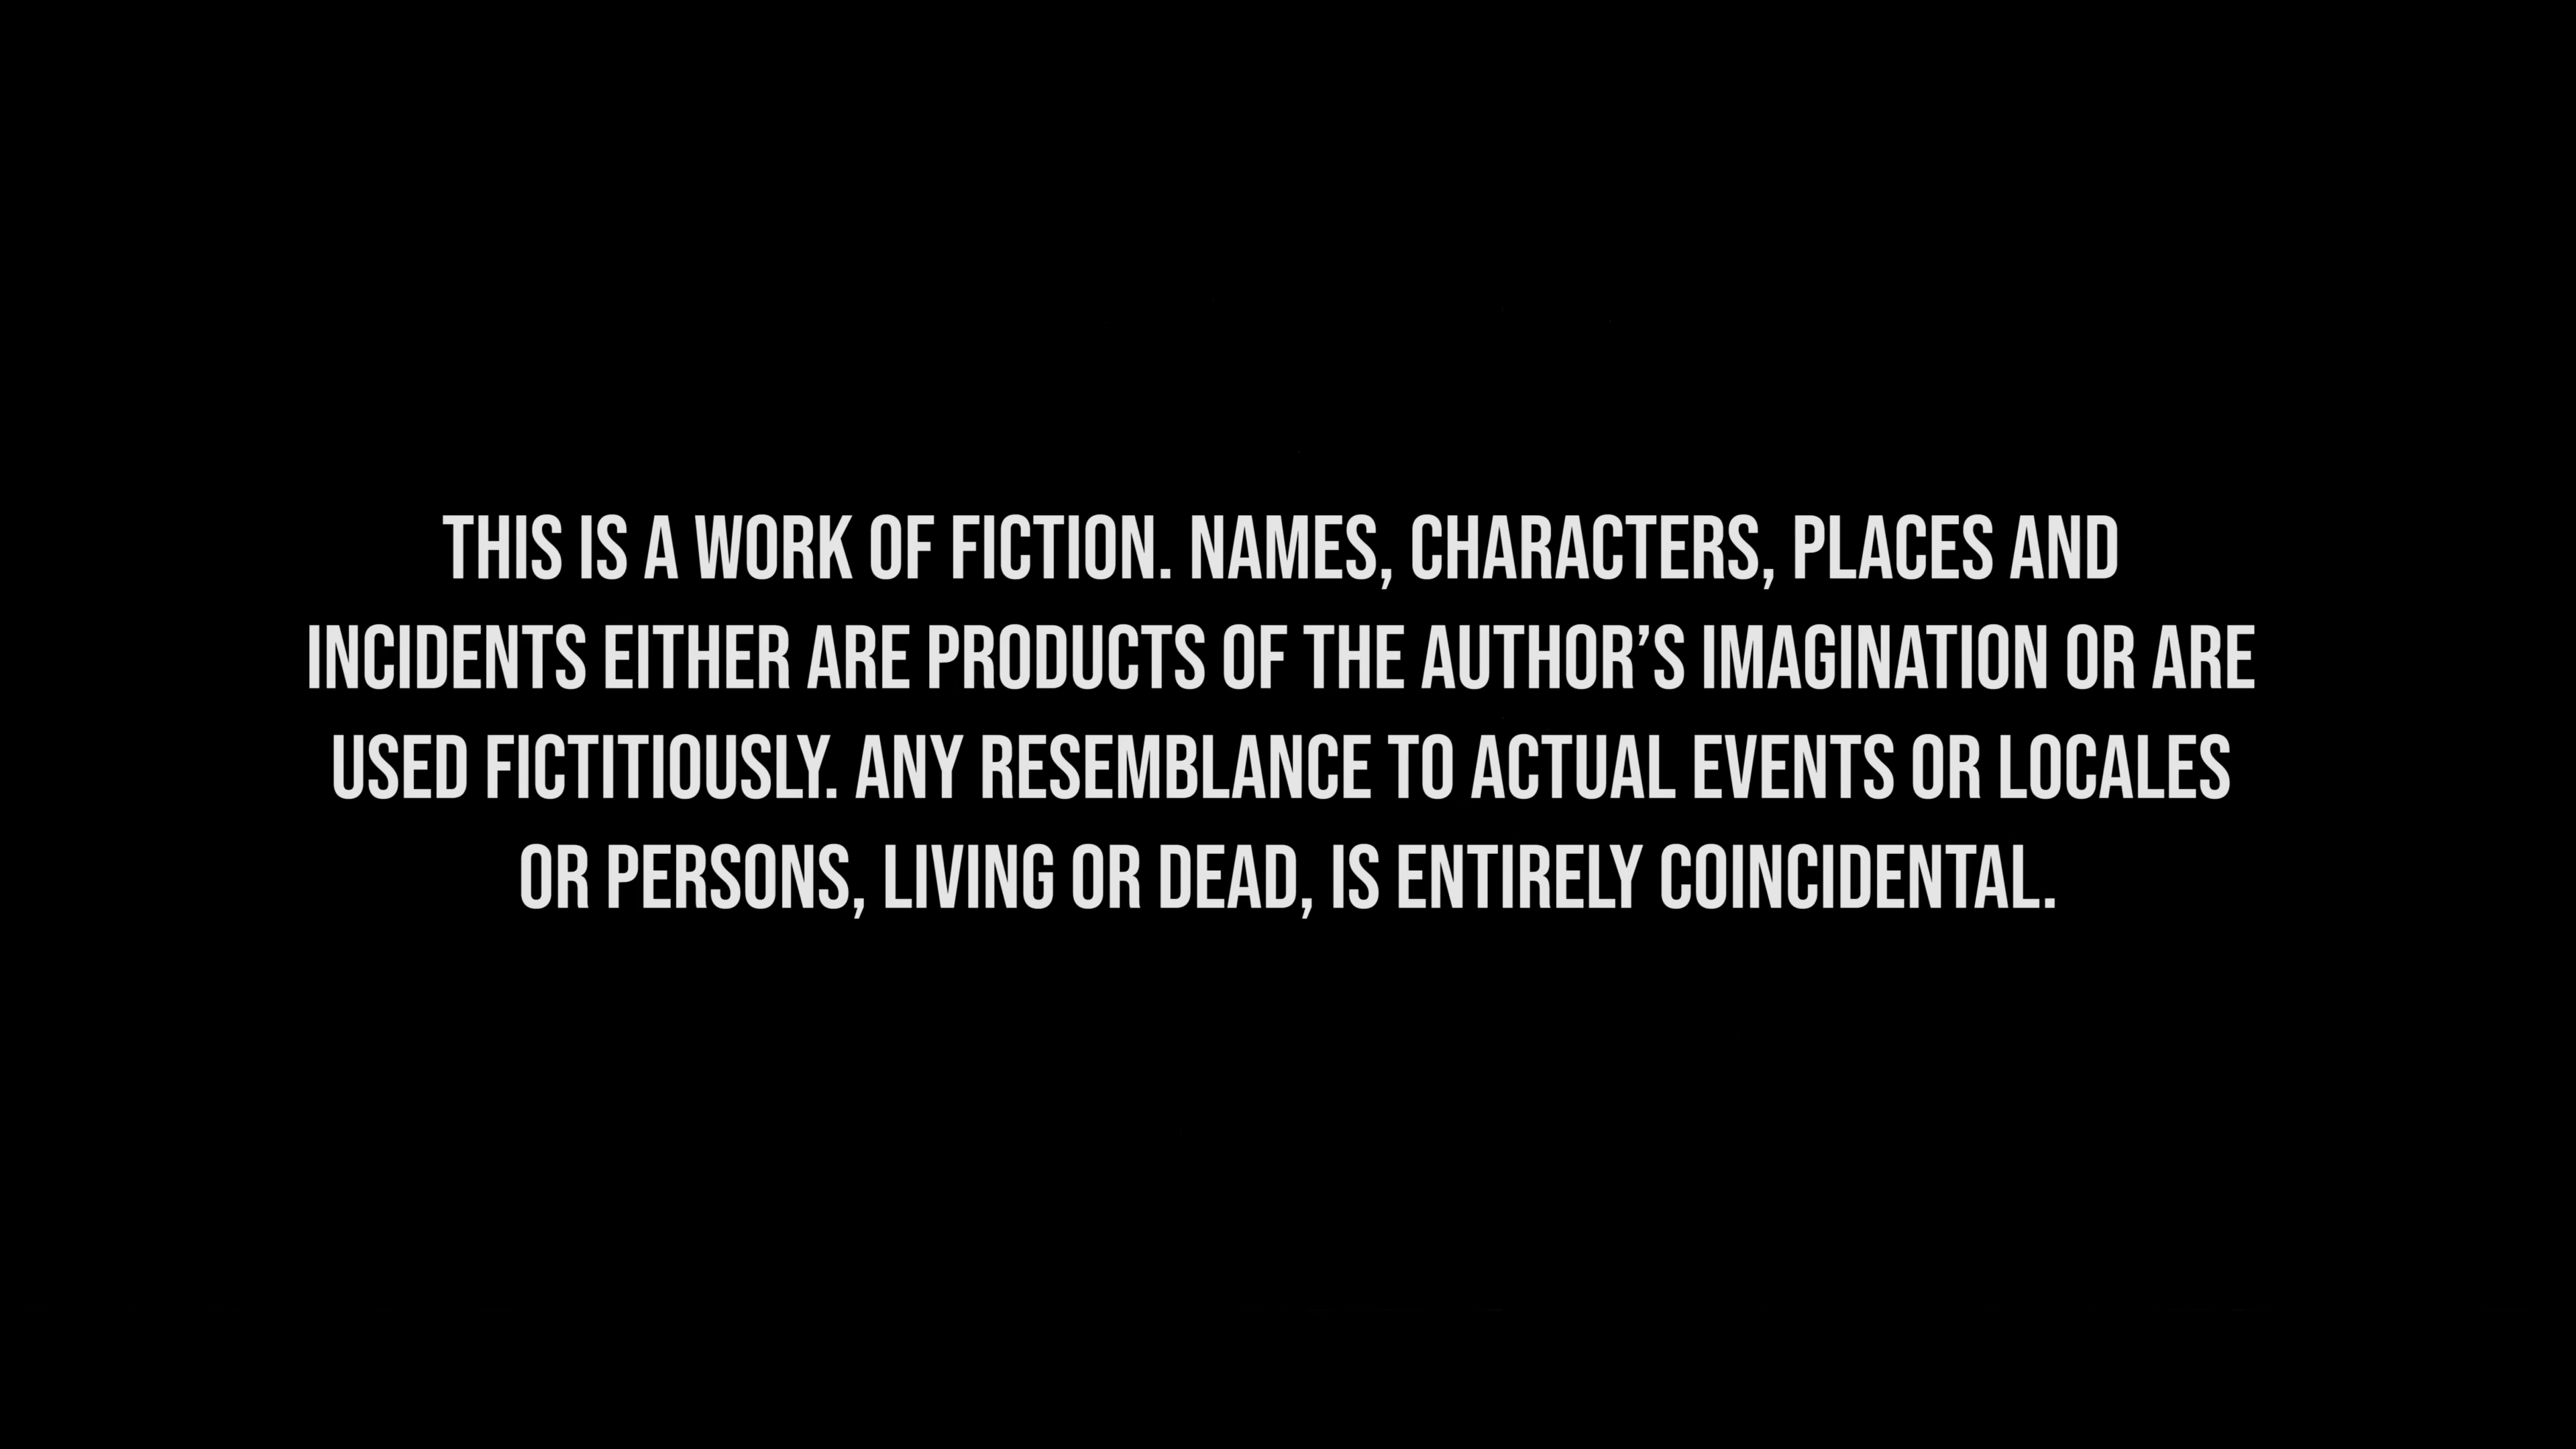 THIS IS A WORK OF FICTION. NAMES, CHARACTERS, PLACES AND
INCIDENTS EITHER ARE PRODUCTS OF THE AUTHOR’S IMAGINATION OR ARE
USED FICTITIOUSLY. ANY RESEMBLANCE TO ACTUAL EVENTS OR LOCALES
OR PERSONS, LIVING OR DEAD, IS ENTIRELY COINCIDENTAL.